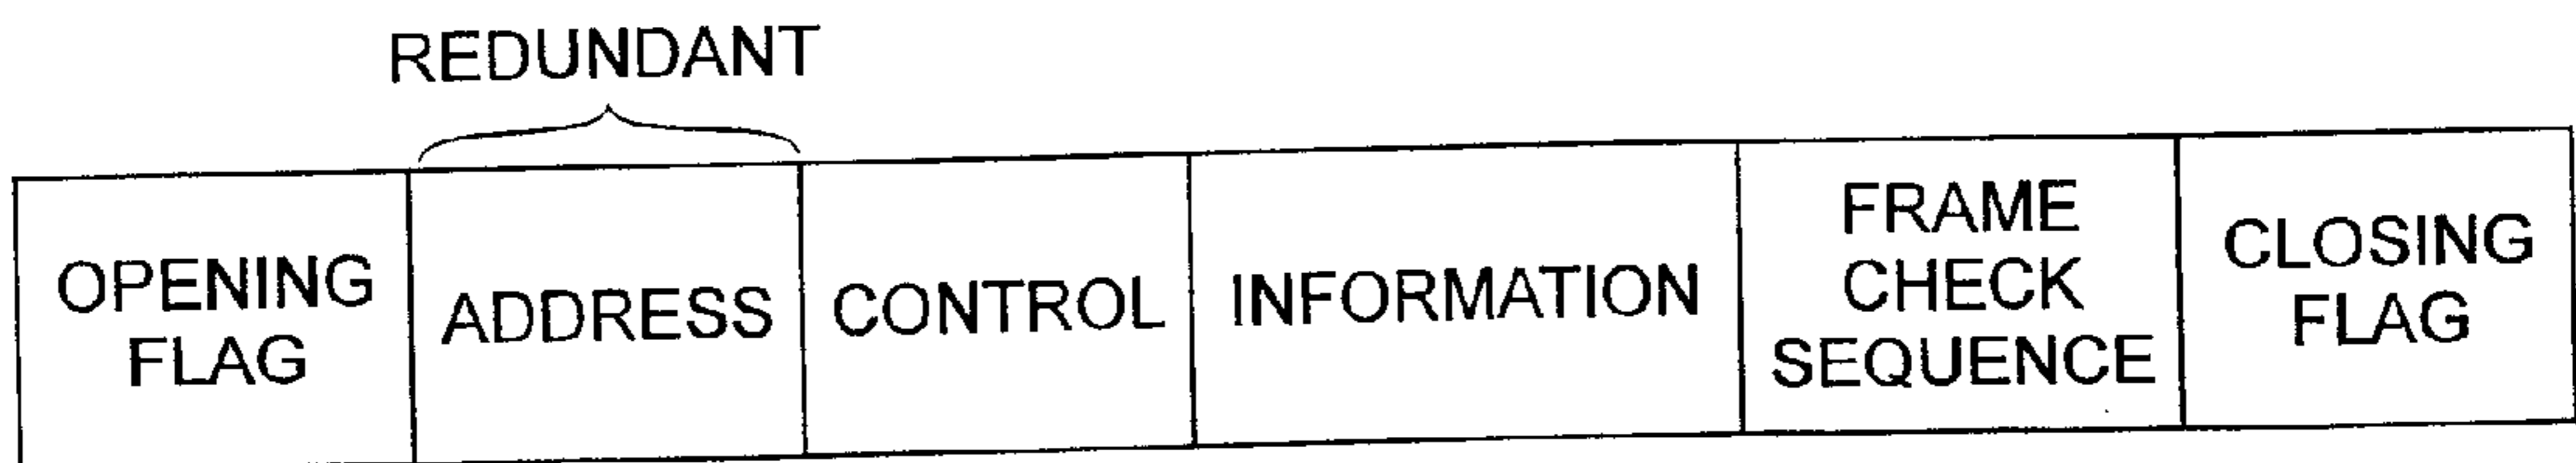 REDUNDANT
OPENING
FLAG
ADDRESS
CONTROL
INFORMATION
FRAME
CHECK
SEQUENCE
CLOSING
FLAG